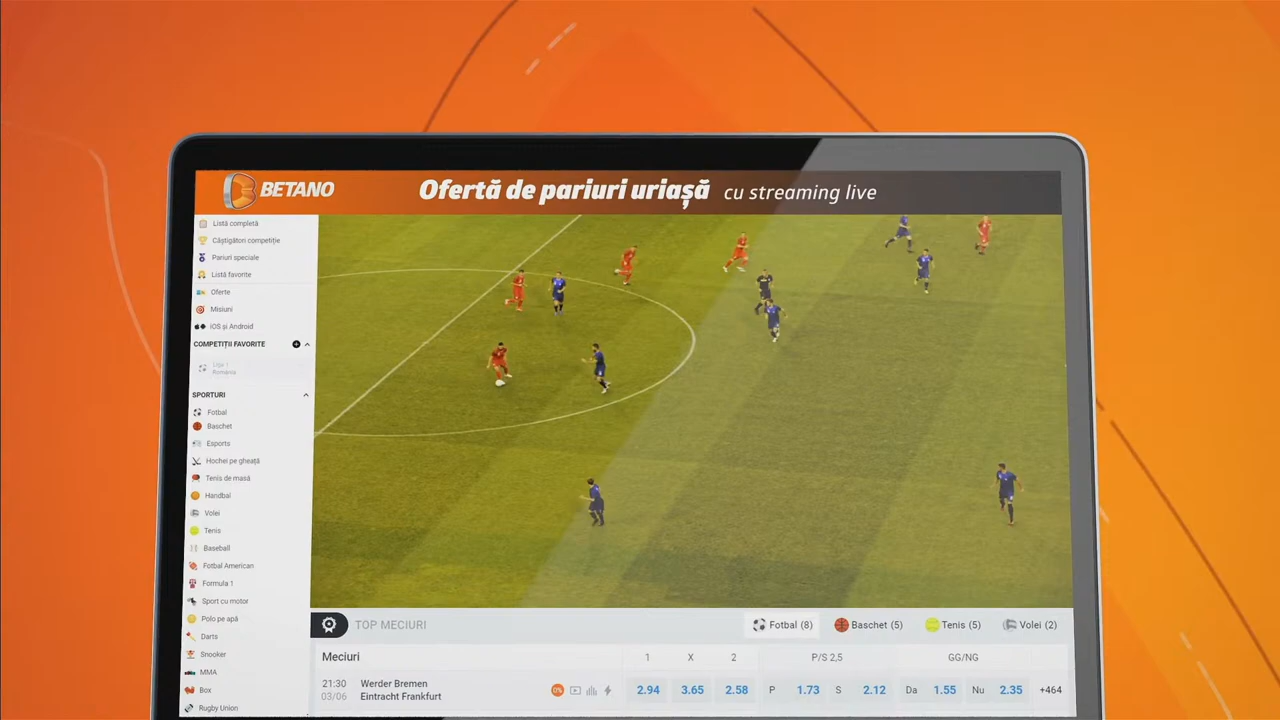 BETANO
Ofertă de pariuri uriașă cu streaming live
Listă completă
Câștigători competiție
Pariuri speciale
Listă favorite
Oferte
Misiuni
iOS și Android
COMPETIȚII FAVORITE
Liga 1
România
SPORTURI
Fotbal
Baschet
Esports
Hochei pe gheață
Tenis de masă
Handbal
Volei
Tenis
Baseball
Fotbal American
Formula 1
Sport cu motor
Polo pe apă
Darts
Snooker
MMA
Box
Rugby Union
TOP MECIURI
Fotbal (8) Baschet (5) Tenis (5) Volei (2)
Meciuri 1 X 2 P/S 2,5 GG/NG
21:30 Werder Bremen
03/06 Eintracht Frankfurt
0% 2.94 3.65 2.58 P 1.73 S 2.12 Da 1.55 Nu 2.35 +464